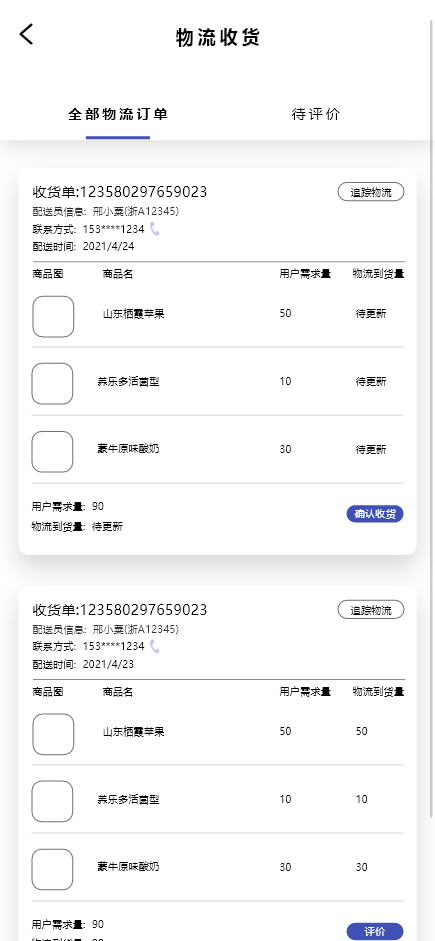 物流收货
全部物流订单 待评价
收货单:123580297659023 追踪物流
配送员信息: 邢小粟(浙A12345)
联系方式: 153****1234
配送时间: 2021/4/24
商品图 商品名 用户需求量 物流到货量
山东栖霞苹果 50 待更新
养乐多活菌型 10 待更新
蒙牛原味酸奶 30 待更新
用户需求量: 90
确认收货
物流到货量: 待更新
收货单:123580297659023 追踪物流
配送员信息: 邢小粟(浙A12345)
联系方式: 153****1234
配送时间: 2021/4/23
商品图 商品名 用户需求量 物流到货量
山东栖霞苹果 50 50
养乐多活菌型 10 10
蒙牛原味酸奶 30 30
用户需求量: 90
评价